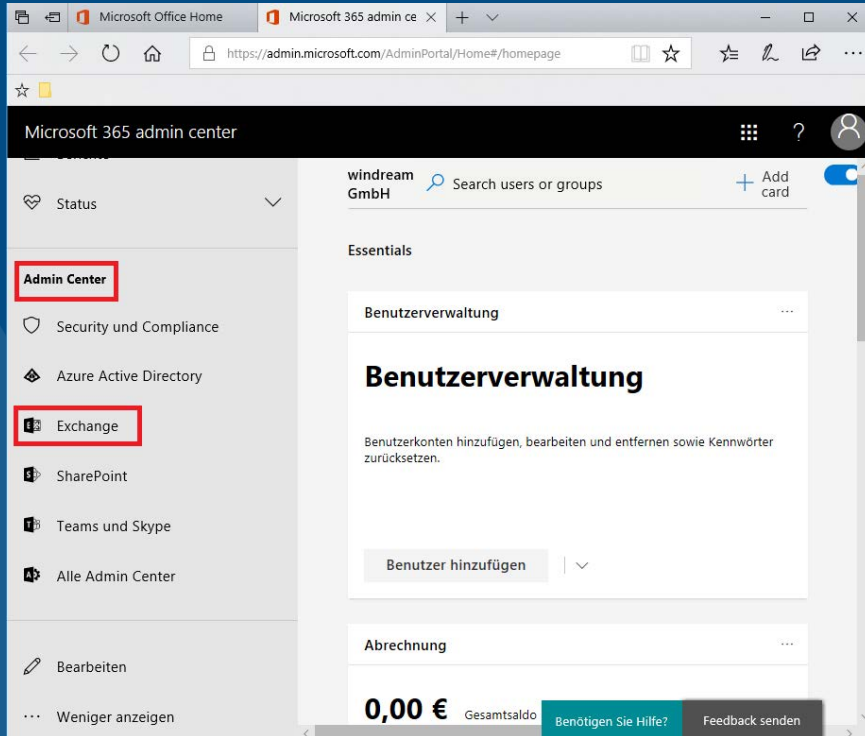 Microsoft Office Home
Microsoft 365 admin ce
https://admin.microsoft.com/AdminPortal/Home#/homepage
Microsoft 365 admin center
?
Status
Admin Center
Security und Compliance
Azure Active Directory
Exchange
SharePoint
Teams und Skype
Alle Admin Center
Bearbeiten
Weniger anzeigen
windream
GmbH
Search users or groups
Add
card
Essentials
Benutzerverwaltung
Benutzerverwaltung
Benutzerkonten hinzufügen, bearbeiten und entfernen sowie Kennwörter
zurücksetzen.
Benutzer hinzufügen
Abrechnung
0,00 € Gesamtsaldo
Benötigen Sie Hilfe?
Feedback senden